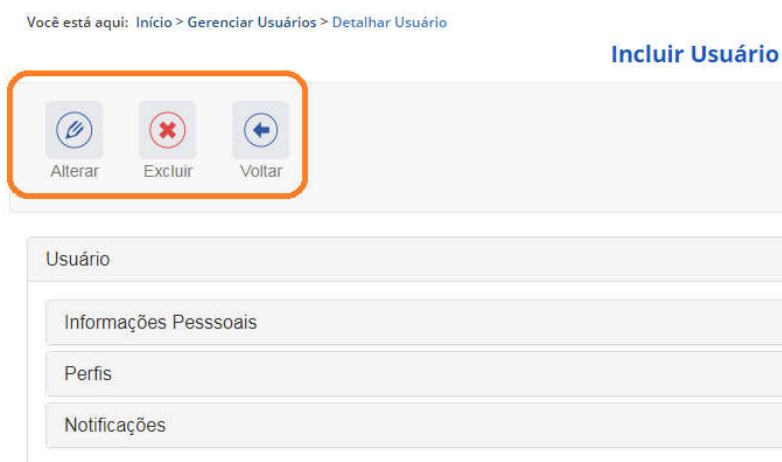 Você está aqui: Início > Gerenciar Usuários > Detalhar Usuário
Incluir Usuário
Alterar Excluir Voltar
Usuário
Informações Pesssoais
Perfis
Notificações